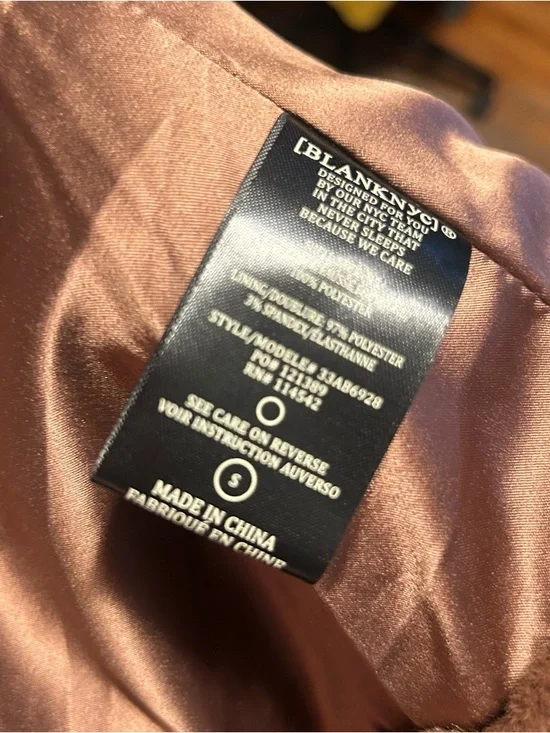 [BLANKNYC]®
DESIGNED FOR YOU
BY OUR NYC TEAM
IN THE CITY THAT
NEVER SLEEPS
BECAUSE WE CARE
100% POLYESTER
LINING/DOUBLURE: 97% POLYESTER
3% SPANDEX/ÉLASTHANNE
STYLE/MODELE# 33AB6928
PO# 121389
RN# 114542
SEE CARE ON REVERSE
VOIR INSTRUCTION AUVERSO
S
MADE IN CHINA
FABRIQUÉ EN CHINE